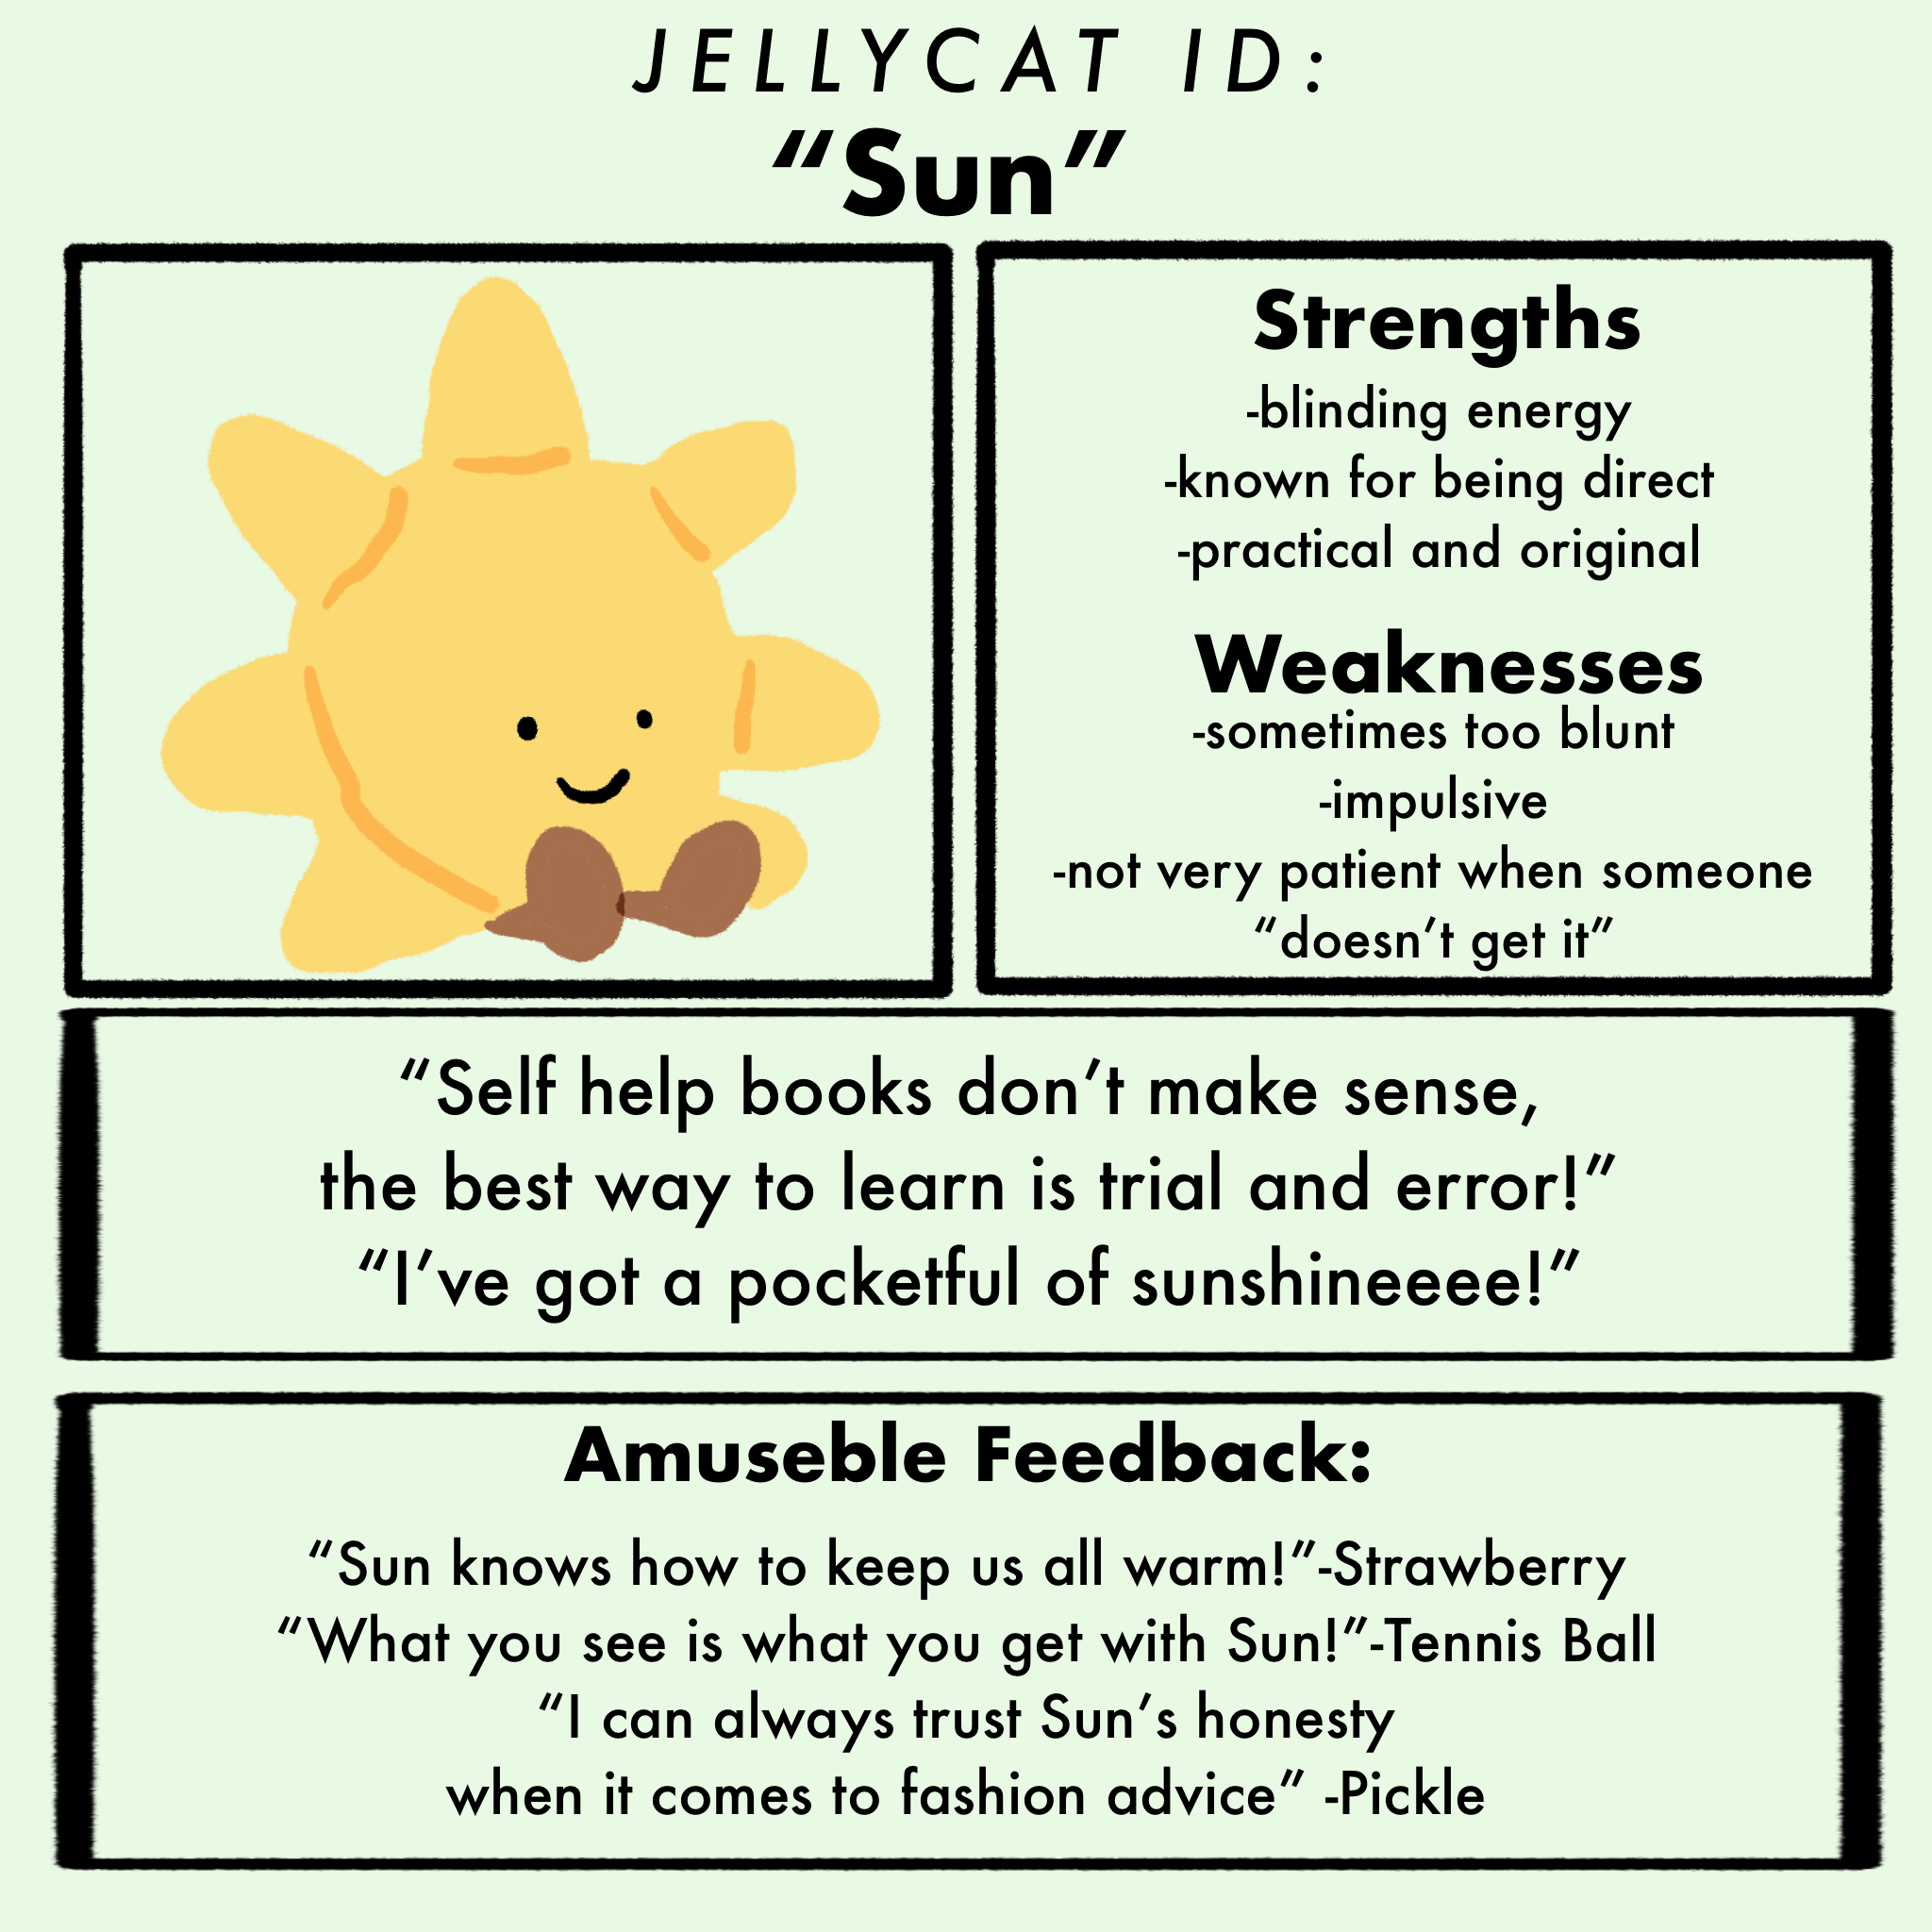 JELLYCAT ID:
“Sun”
Strengths
-blinding energy
-known for being direct
-practical and original
Weaknesses
-sometimes too blunt
-impulsive
-not very patient when someone
“doesn’t get it”
“Self help books don’t make sense,
the best way to learn is trial and error!”
“I’ve got a pocketful of sunshineeee!”
Amuseble Feedback:
“Sun knows how to keep us all warm!”-Strawberry
“What you see is what you get with Sun!”-Tennis Ball
“I can always trust Sun’s honesty
when it comes to fashion advice” -Pickle